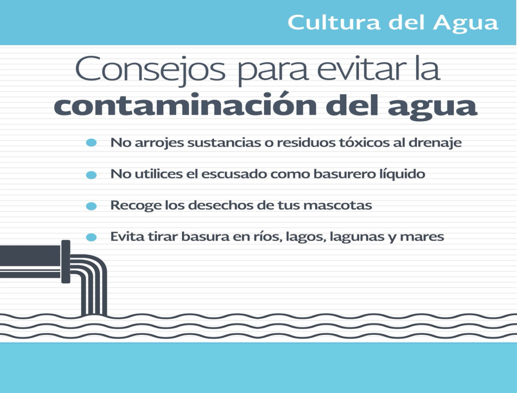 Cultura del Agua
Consejos para evitar la
contaminación del agua
No arrojes sustancias o residuos tóxicos al drenaje
No utilices el escusado como basurero líquido
Recoge los desechos de tus mascotas
Evita tirar basura en ríos, lagos, lagunas y mares